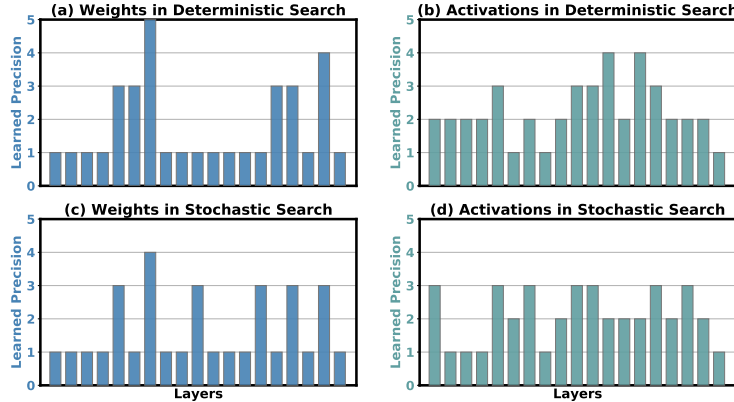 (a) Weights in Deterministic Search
(b) Activations in Deterministic Search
5
4
3
2
1
0
Learned Precision
5
4
3
2
1
0
Learned Precision
(c) Weights in Stochastic Search
(d) Activations in Stochastic Search
5
4
3
2
1
0
Learned Precision
5
4
3
2
1
0
Learned Precision
Layers
Layers